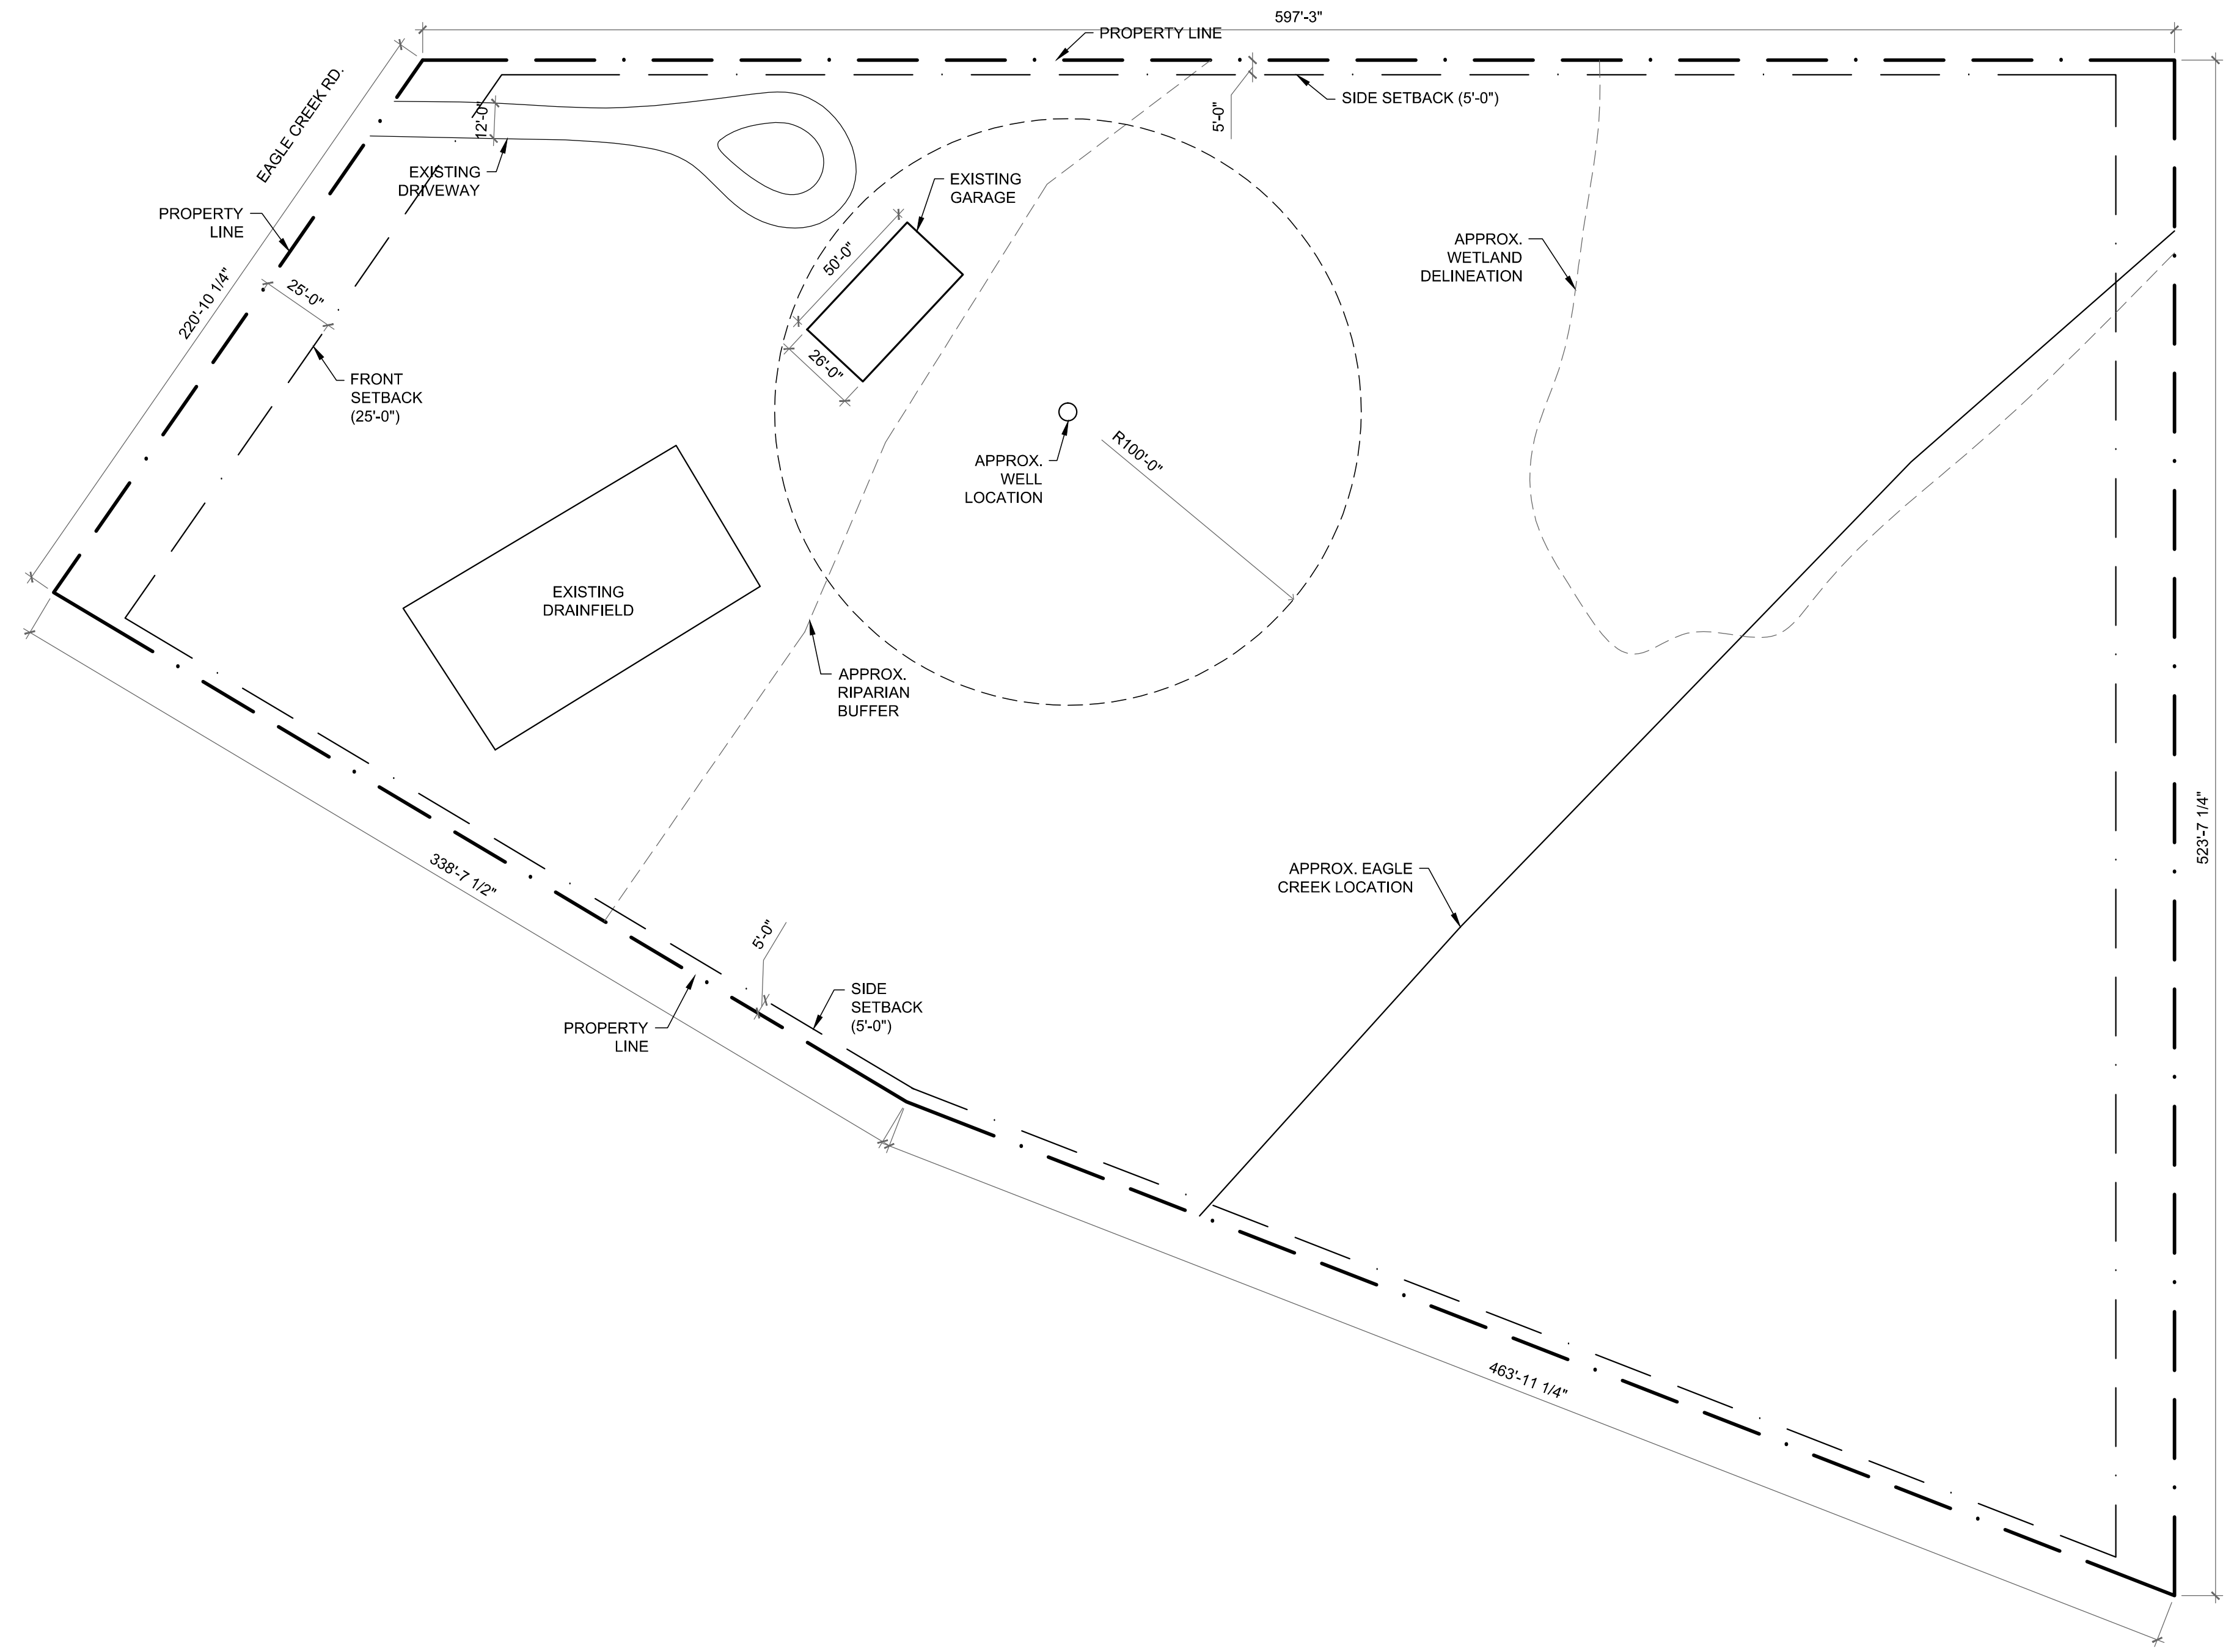 597'-3"
PROPERTY LINE
EAGLE CREEK RD.
SIDE SETBACK (5'-0")
12'-0"
5'-0"
EXISTING
DRIVEWAY
EXISTING
GARAGE
PROPERTY
LINE
50'-0"
APPROX.
WETLAND
DELINEATION
220'-10 1/4"
25'-0"
26'-0"
FRONT
SETBACK
(25'-0")
APPROX.
WELL
LOCATION
R100'-0"
EXISTING
DRAINFIELD
APPROX.
RIPARIAN
BUFFER
523'-7 1/4"
338'-7 1/2"
APPROX. EAGLE
CREEK LOCATION
5'-0"
SIDE
SETBACK
(5'-0")
PROPERTY
LINE
463'-11 1/4"